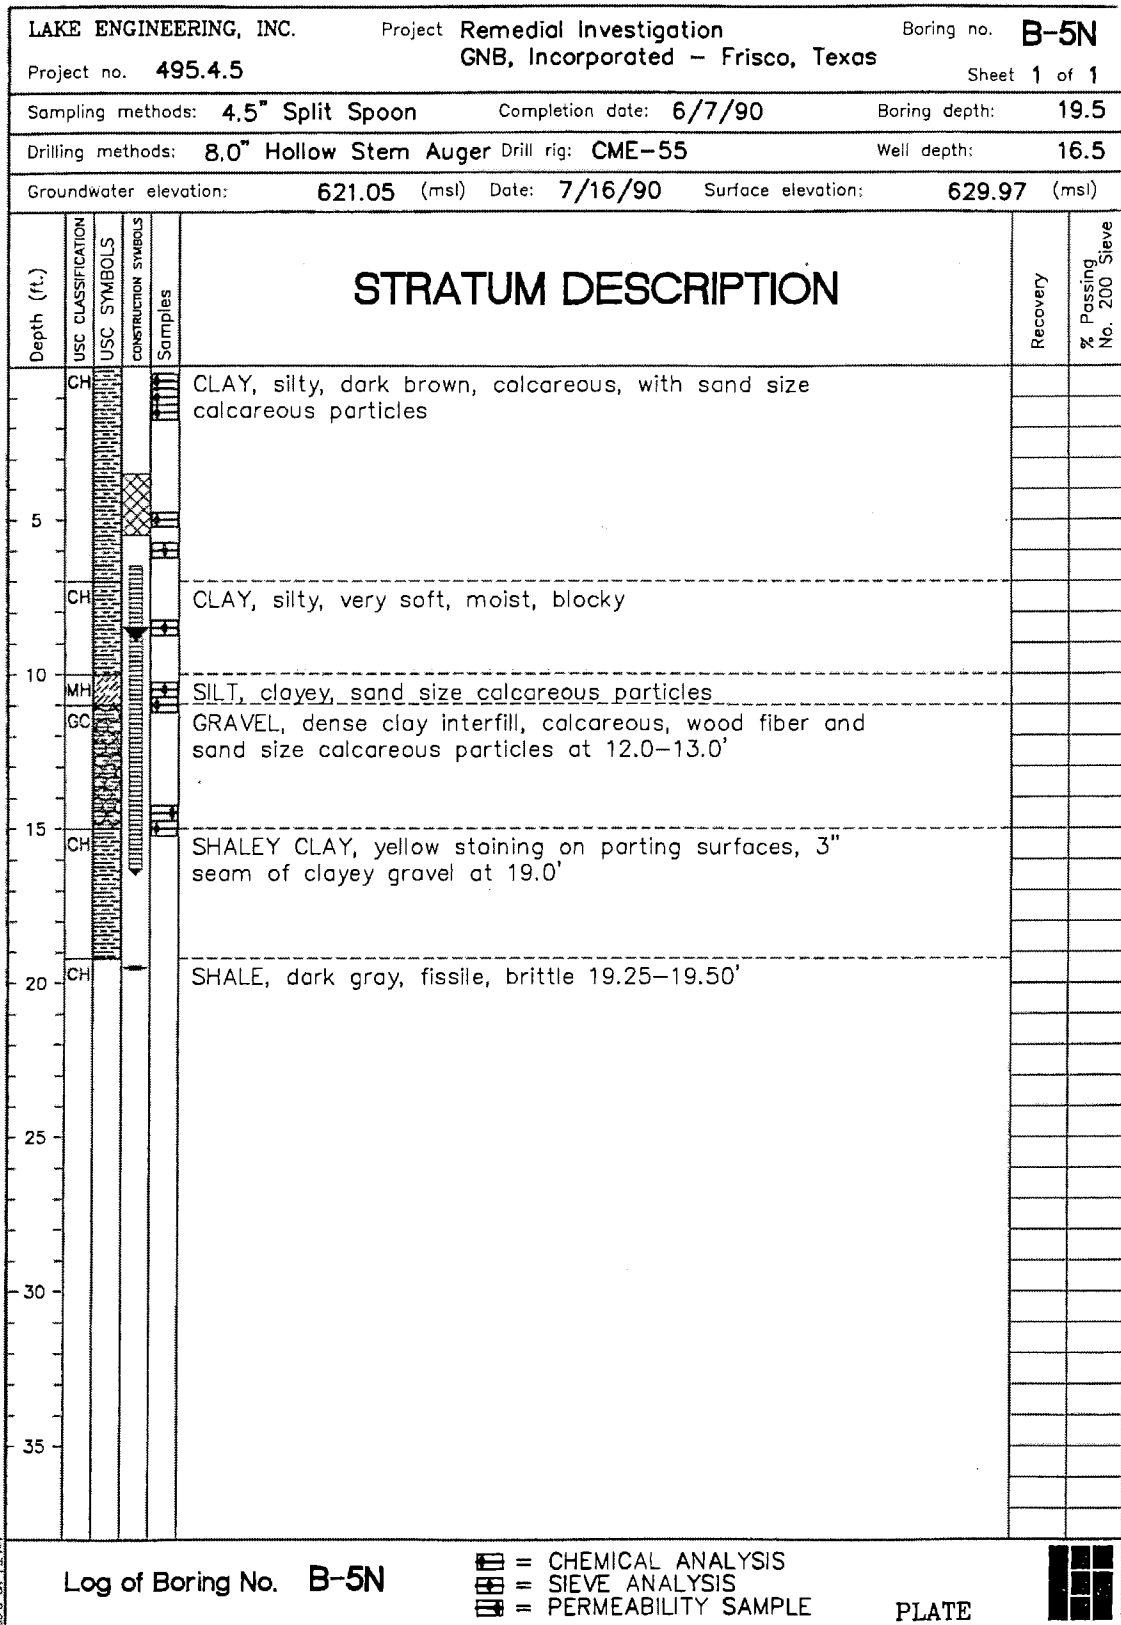 LAKE ENGINEERING, INC. Project Remedial Investigation Boring no. B-5N
GNB, Incorporated – Frisco, Texas
Project no. 495.4.5 Sheet 1 of 1
Sampling methods: 4.5" Split Spoon Completion date: 6/7/90 Boring depth: 19.5
Drilling methods: 8.0" Hollow Stem Auger Drill rig: CME-55 Well depth: 16.5
Groundwater elevation: 621.05 (msl) Date: 7/16/90 Surface elevation: 629.97 (msl)
Depth (ft.)
USC CLASSIFICATION
USC SYMBOLS
CONSTRUCTION SYMBOLS
Samples
STRATUM DESCRIPTION
Recovery
% Passing
No. 200 Sieve
CH CLAY, silty, dark brown, calcareous, with sand size
calcareous particles
5
CH CLAY, silty, very soft, moist, blocky
10
MH SILT, clayey, sand size calcareous particles
GC GRAVEL, dense clay interfill, calcareous, wood fiber and
sand size calcareous particles at 12.0–13.0'
15
CH SHALEY CLAY, yellow staining on parting surfaces, 3"
seam of clayey gravel at 19.0'
20 CH SHALE, dark gray, fissile, brittle 19.25–19.50'
25
30
35
Log of Boring No. B-5N
= CHEMICAL ANALYSIS
= SIEVE ANALYSIS
= PERMEABILITY SAMPLE
PLATE